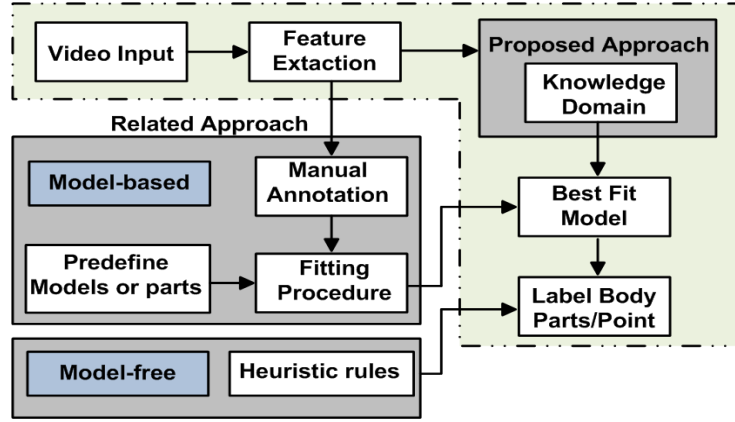 Video Input
Feature
Extaction
Proposed Approach
Knowledge
Domain
Related Approach
Model-based
Manual
Annotation
Best Fit
Model
Predefine
Models or parts
Fitting
Procedure
Label Body
Parts/Point
Model-free
Heuristic rules